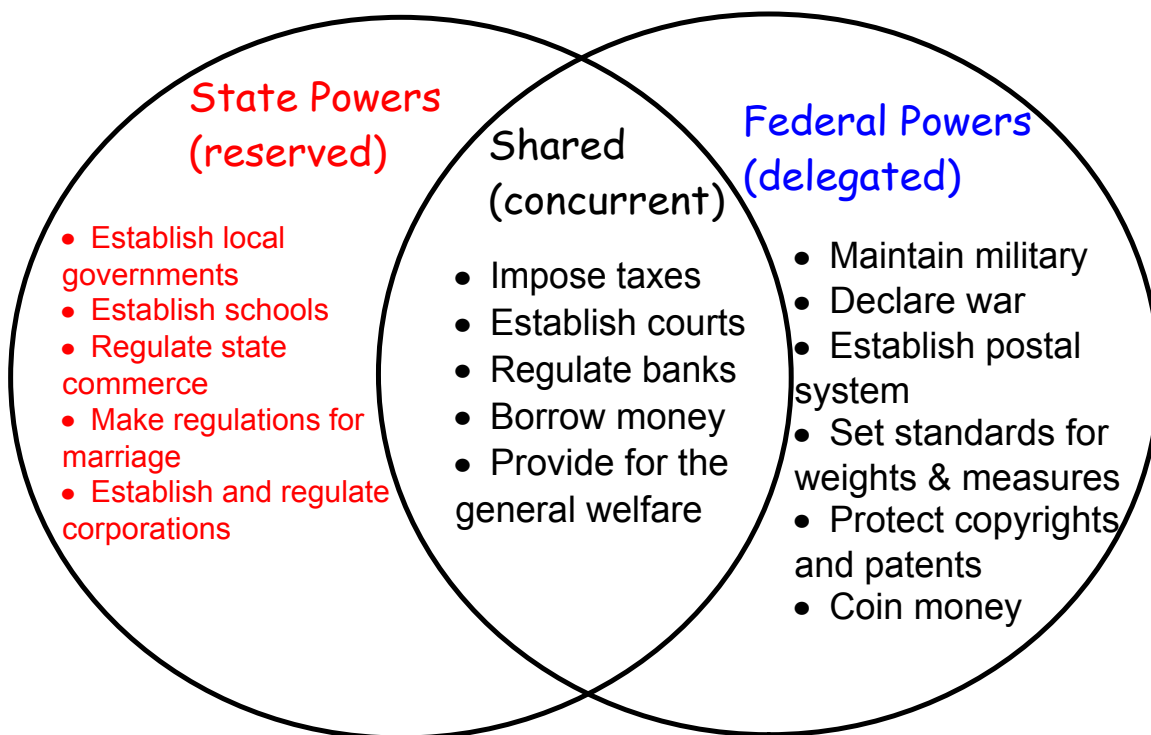 State Powers
(reserved)
• Establish local
governments
• Establish schools
• Regulate state
commerce
• Make regulations for
marriage
• Establish and regulate
corporations
Shared
(concurrent)
• Impose taxes
• Establish courts
• Regulate banks
• Borrow money
• Provide for the
general welfare
Federal Powers
(delegated)
• Maintain military
• Declare war
• Establish postal
system
• Set standards for
weights & measures
• Protect copyrights
and patents
• Coin money